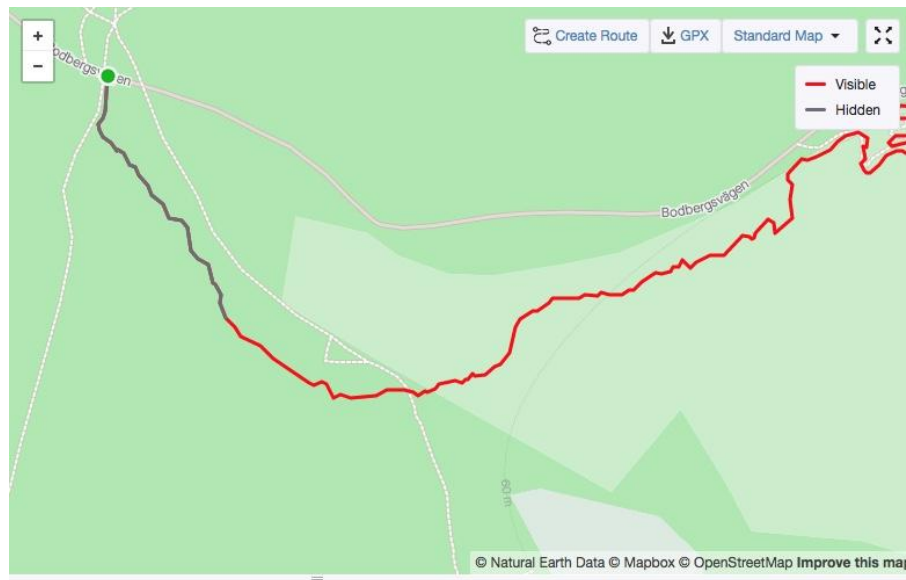 +
−
Create Route
GPX
Standard Map
Visible
Hidden
Bodbergsvägen
60 m
© Natural Earth Data © Mapbox © OpenStreetMap Improve this map